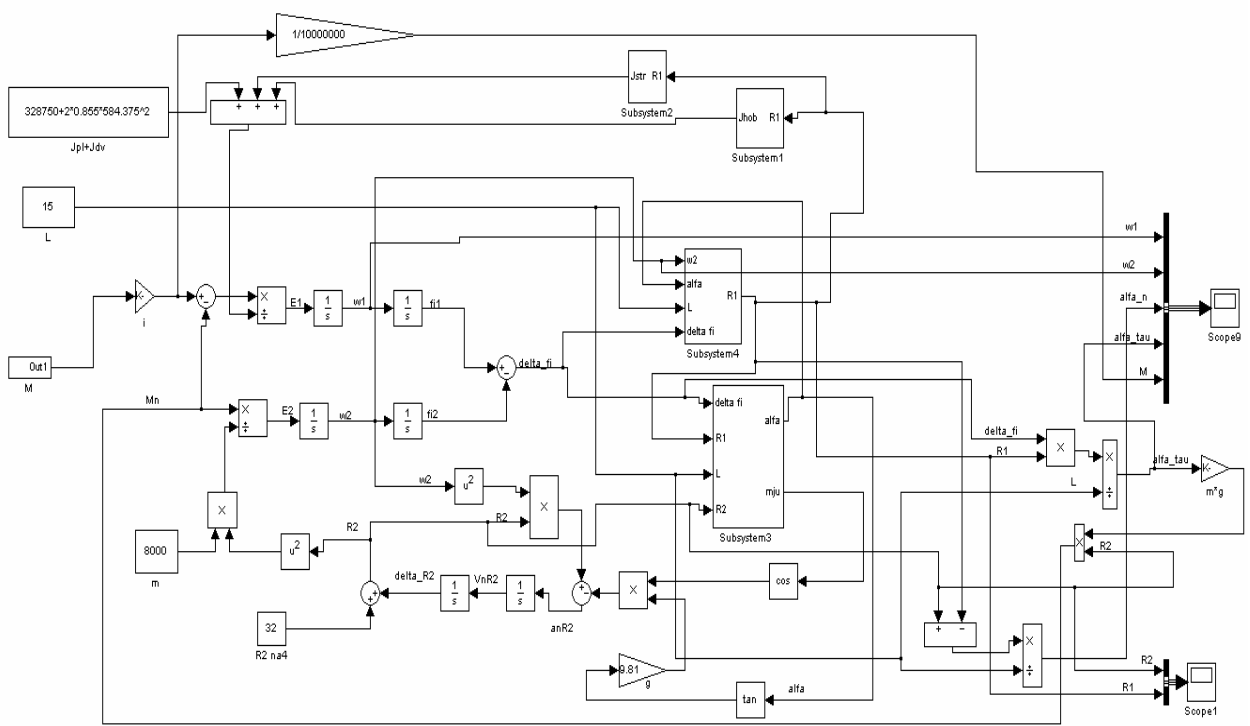 1/10000000
328750+2*0.855*584.375^2
Jpl+Jdv
+ + +
Jstr R1
Subsystem2
Jhob R1
Subsystem1
15
L
K-
i
Out1
M
+
-
×
÷
E1
1
s
w1
1
s
fi1
w2
alfa
L
delta fi
R1
Subsystem4
w1
w2
alfa_n
alfa_tau
M
Scope9
+
-
delta_fi
Mn
×
÷
E2
1
s
w2
1
s
fi2
delta fi
R1
L
R2
alfa
mju
Subsystem3
delta_fi
R1
×
L
×
÷
alfa_tau
K-
m*g
w2
u2
R2
×
×
8000
m
u2
R2
×
R2
+
+
delta_R2
1
s
VnR2
1
s
anR2
+
-
×
cos
32
R2 na4
9.81
g
tan
alfa
+ -
×
÷
R2
R1
Scope1